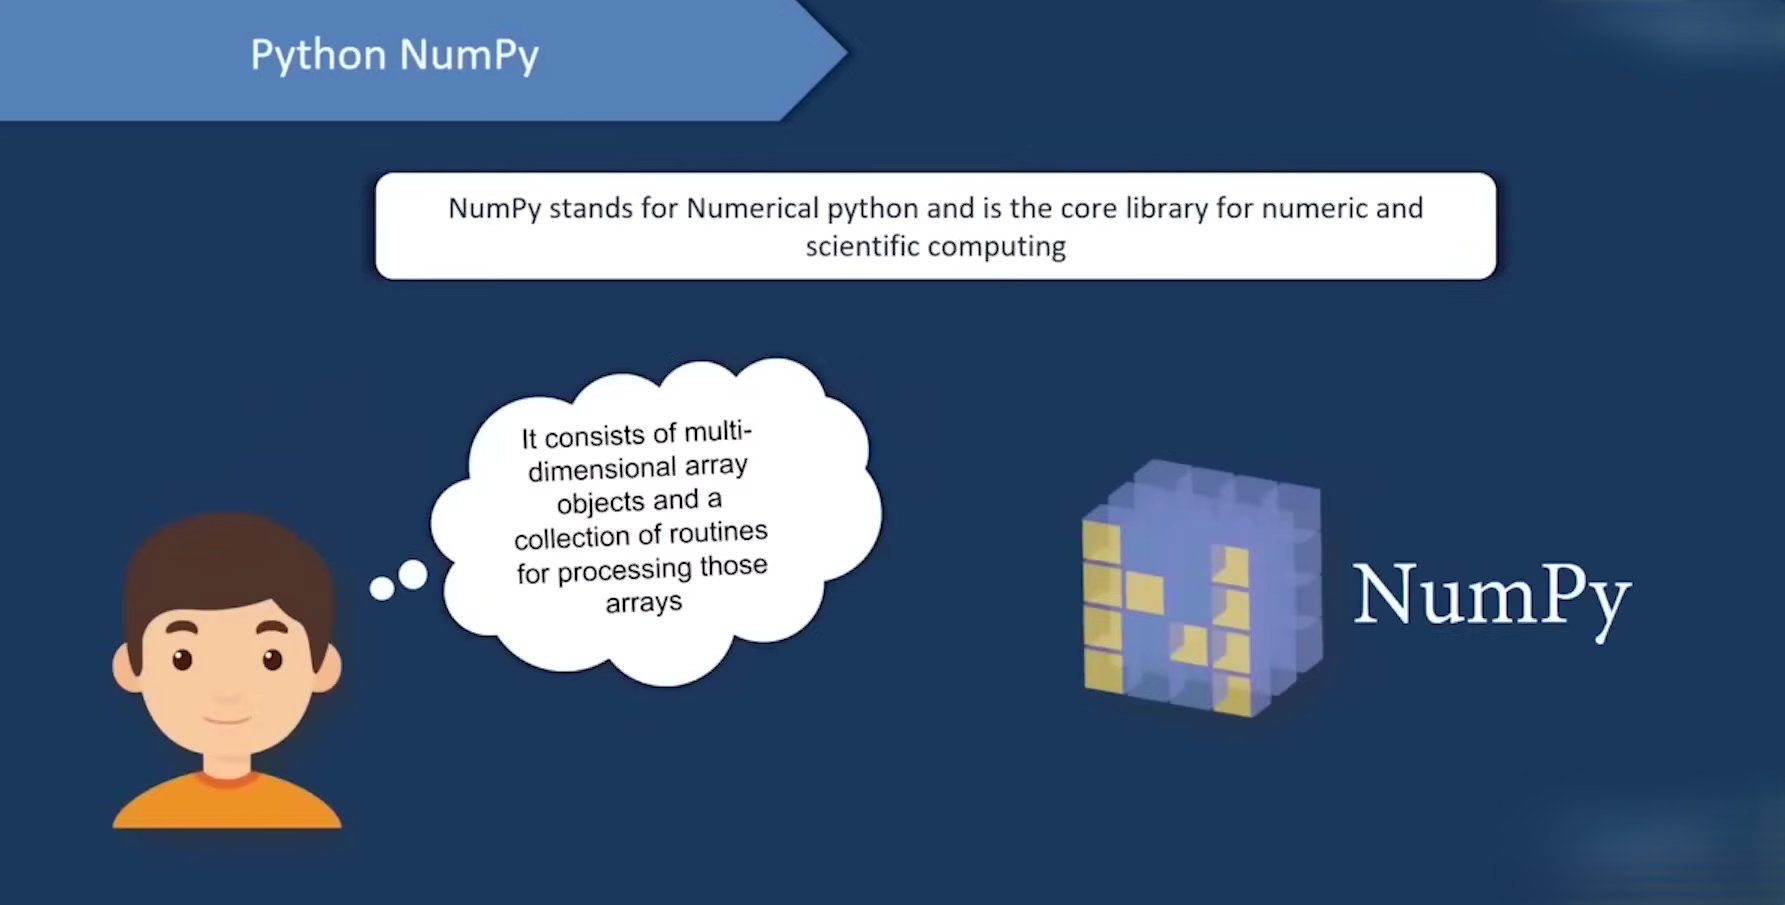 Python NumPy
NumPy stands for Numerical python and is the core library for numeric and
scientific computing
It consists of multi-
dimensional array
objects and a
collection of routines
for processing those
arrays
NumPy